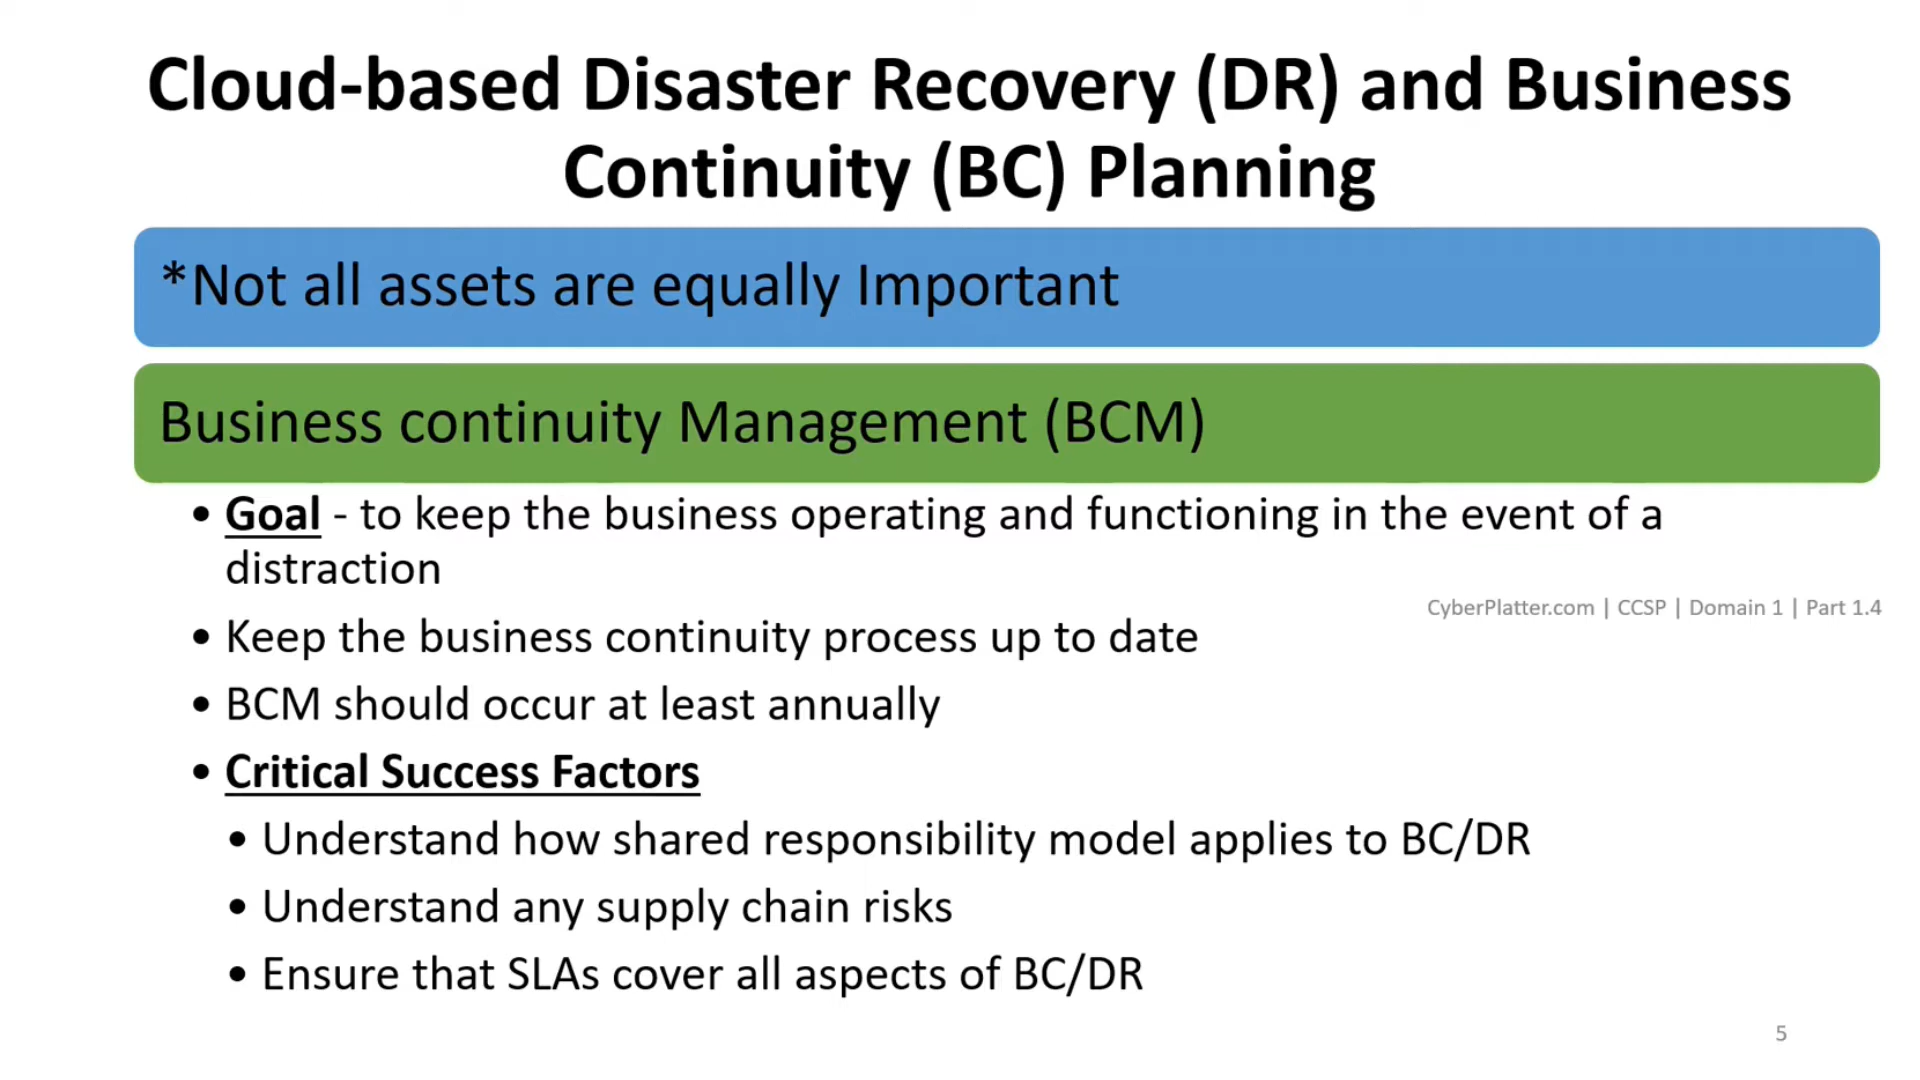 Cloud-based Disaster Recovery (DR) and Business
Continuity (BC) Planning
*Not all assets are equally Important
Business continuity Management (BCM)
• Goal - to keep the business operating and functioning in the event of a
distraction
CyberPlatter.com | CCSP | Domain 1 | Part 1.4
• Keep the business continuity process up to date
• BCM should occur at least annually
• Critical Success Factors
• Understand how shared responsibility model applies to BC/DR
• Understand any supply chain risks
• Ensure that SLAs cover all aspects of BC/DR
5